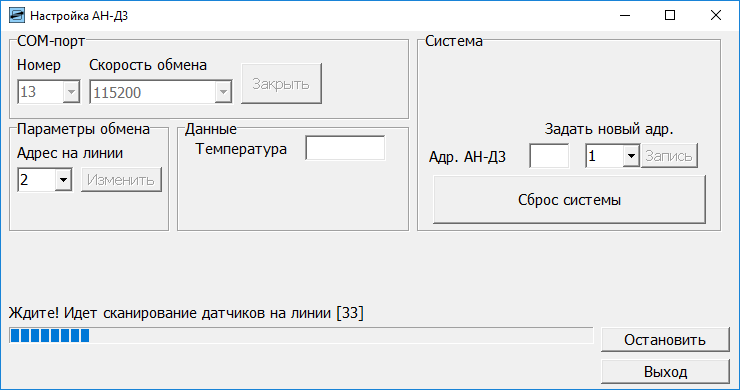 Настройка АН-ДЗ
COM-порт
Номер Скорость обмена
13 115200 Закрыть
Параметры обмена
Адрес на линии
2 Изменить
Данные
Температура
Система
Задать новый адр.
Адр. АН-ДЗ 1 Запись
Сброс системы
Ждите! Идет сканирование датчиков на линии [33]
Остановить
Выход